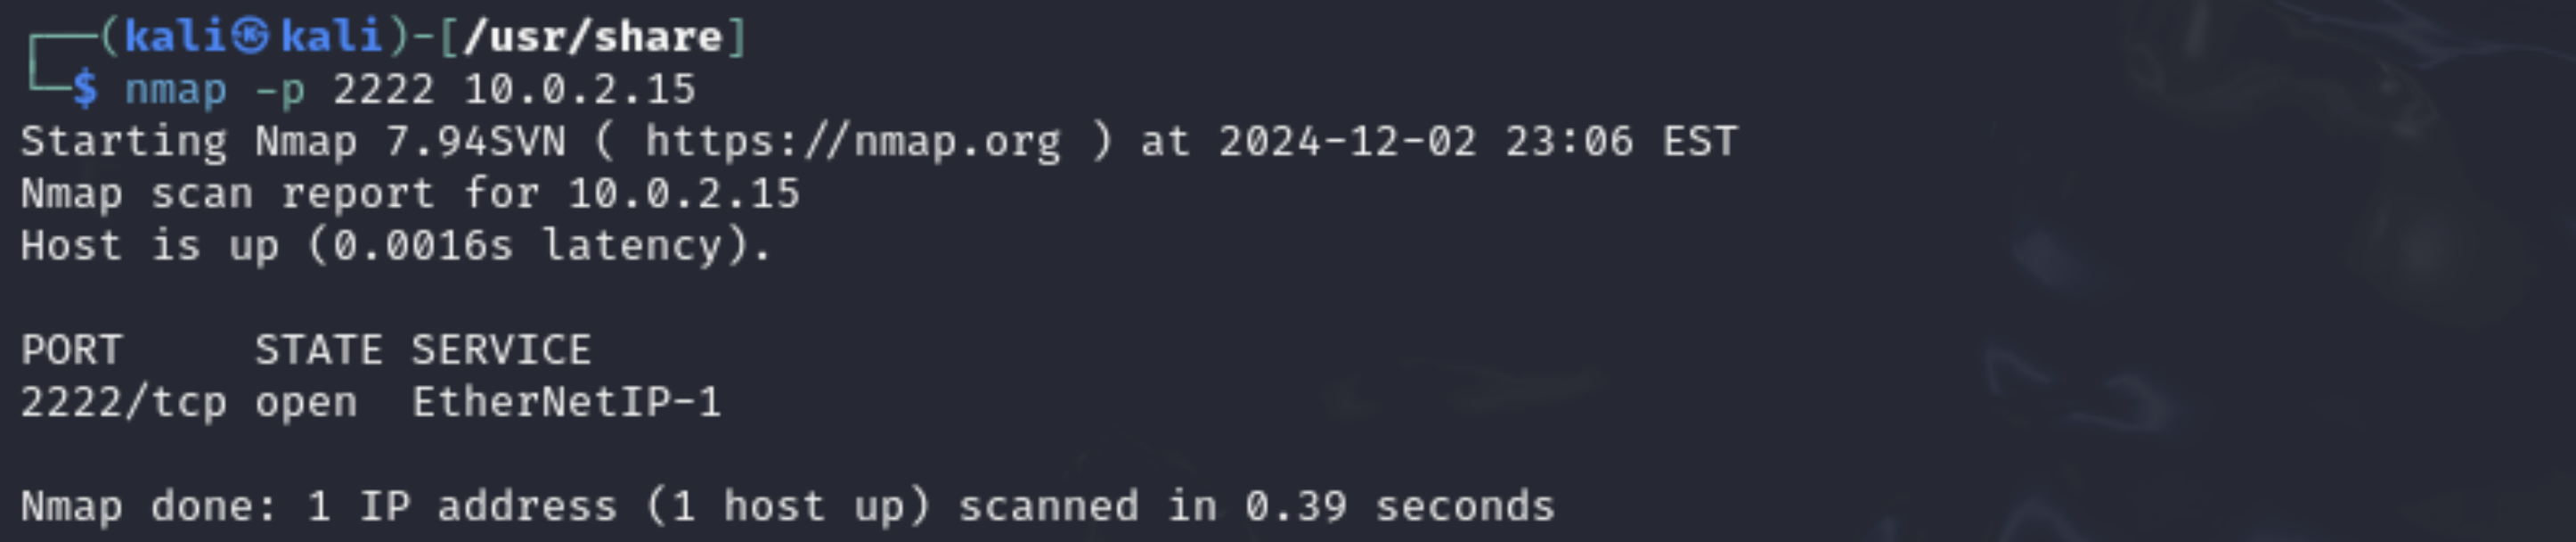 ┌──(kali㉿kali)-[/usr/share]
└─$ nmap -p 2222 10.0.2.15
Starting Nmap 7.94SVN ( https://nmap.org ) at 2024-12-02 23:06 EST
Nmap scan report for 10.0.2.15
Host is up (0.0016s latency).

PORT     STATE SERVICE
2222/tcp open  EtherNetIP-1

Nmap done: 1 IP address (1 host up) scanned in 0.39 seconds